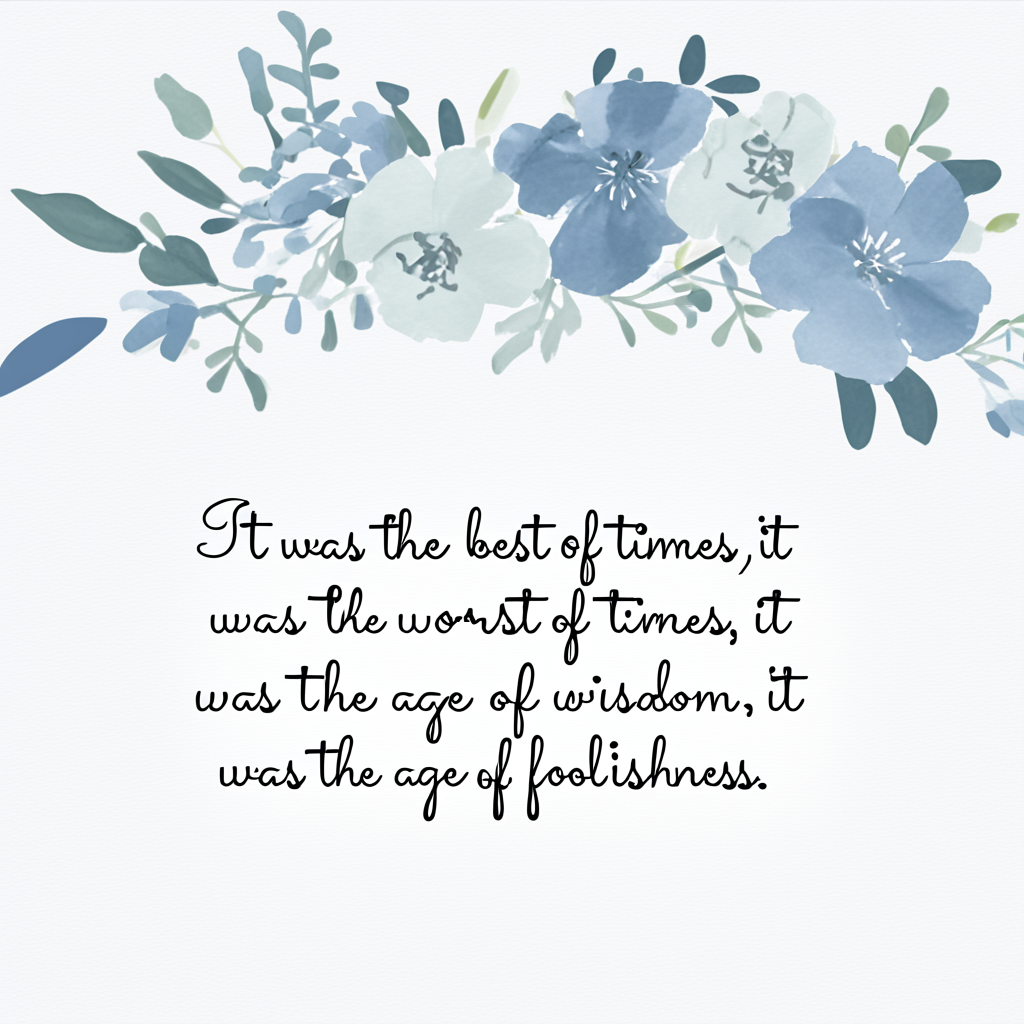 It was the best of times, it
was the worst of times, it
was the age of wisdom, it
was the age of foolishness.